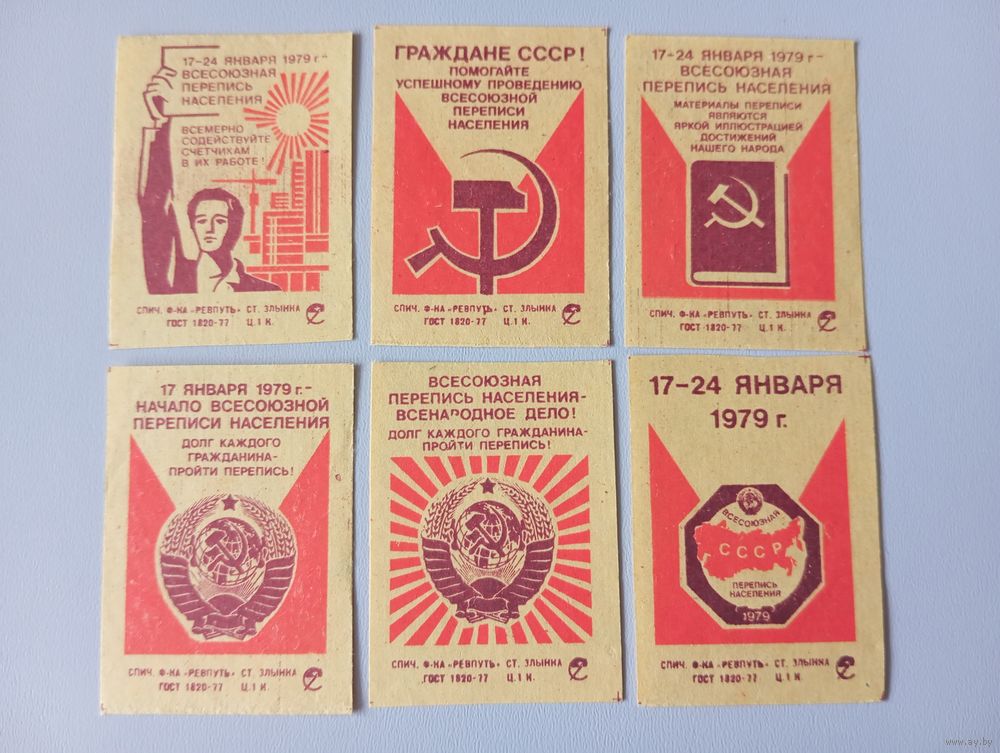 17-24 ЯНВАРЯ 1979 г.-
ВСЕСОЮЗНАЯ
ПЕРЕПИСЬ
НАСЕЛЕНИЯ
ВСЕМЕРНО
СОДЕЙСТВУЙТЕ
СЧЕТЧИКАМ
В ИХ РАБОТЕ!
СПИЧ. Ф-КА «РЕВПУТЬ» СТ. ЗЛЫНКА
ГОСТ 1820-77 Ц.1 К.
ГРАЖДАНЕ СССР!
ПОМОГАЙТЕ
УСПЕШНОМУ ПРОВЕДЕНИЮ
ВСЕСОЮЗНОЙ
ПЕРЕПИСИ
НАСЕЛЕНИЯ
СПИЧ. Ф-КА «РЕВПУТЬ» СТ. ЗЛЫНКА
ГОСТ 1820-77 Ц.1 К.
17-24 ЯНВАРЯ 1979 г.-
ВСЕСОЮЗНАЯ
ПЕРЕПИСЬ НАСЕЛЕНИЯ
МАТЕРИАЛЫ ПЕРЕПИСИ
ЯВЛЯЮТСЯ
ЯРКОЙ ИЛЛЮСТРАЦИЕЙ
ДОСТИЖЕНИЙ
НАШЕГО НАРОДА
СПИЧ. Ф-КА «РЕВПУТЬ» СТ. ЗЛЫНКА
ГОСТ 1820-77 Ц.1 К.
17 ЯНВАРЯ 1979 г.-
НАЧАЛО ВСЕСОЮЗНОЙ
ПЕРЕПИСИ НАСЕЛЕНИЯ
ДОЛГ КАЖДОГО
ГРАЖДАНИНА-
ПРОЙТИ ПЕРЕПИСЬ!
СПИЧ. Ф-КА «РЕВПУТЬ» СТ. ЗЛЫНКА
ГОСТ 1820-77 Ц.1 К.
ВСЕСОЮЗНАЯ
ПЕРЕПИСЬ НАСЕЛЕНИЯ-
ВСЕНАРОДНОЕ ДЕЛО!
ДОЛГ КАЖДОГО ГРАЖДАНИНА-
ПРОЙТИ ПЕРЕПИСЬ!
СПИЧ. Ф-КА «РЕВПУТЬ» СТ. ЗЛЫНКА
ГОСТ 1820-77 Ц.1 К.
17-24 ЯНВАРЯ
1979 г.
ВСЕСОЮЗНАЯ
СССР
ПЕРЕПИСЬ
НАСЕЛЕНИЯ
1979
СПИЧ. Ф-КА «РЕВПУТЬ» СТ. ЗЛЫНКА
ГОСТ 1820-77 Ц.1 К.
www.ay.by